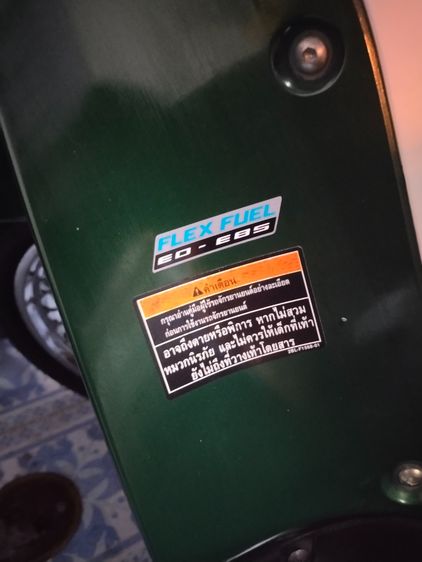 FLEX FUEL
E0 - E85
⚠ คำเตือน
กรุณาอ่านคู่มือผู้ใช้รถจักรยานยนต์อย่างละเอียด
ก่อนการใช้งานรถจักรยานยนต์
อาจถึงตายหรือพิการ หากไม่สวม
หมวกนิรภัย และไม่ควรให้เด็กที่เท้า
ยังไม่ถึงที่วางเท้าโดยสาร